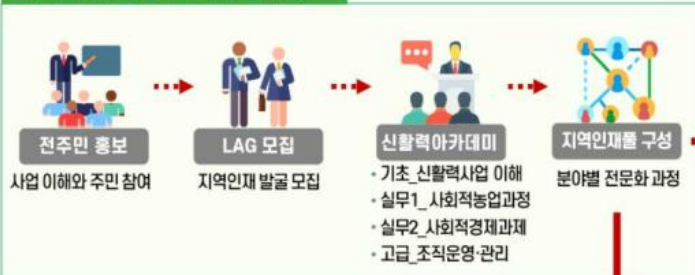 전주민 홍보
사업 이해와 주민 참여
LAG 모집
지역인재 발굴 모집
신활력아카데미
· 기초_신활력사업 이해
· 실무1_ 사회적농업과정
· 실무2_사회적경제과제
· 고급_조직운영·관리
지역인재풀 구성
분야별 전문화 과정